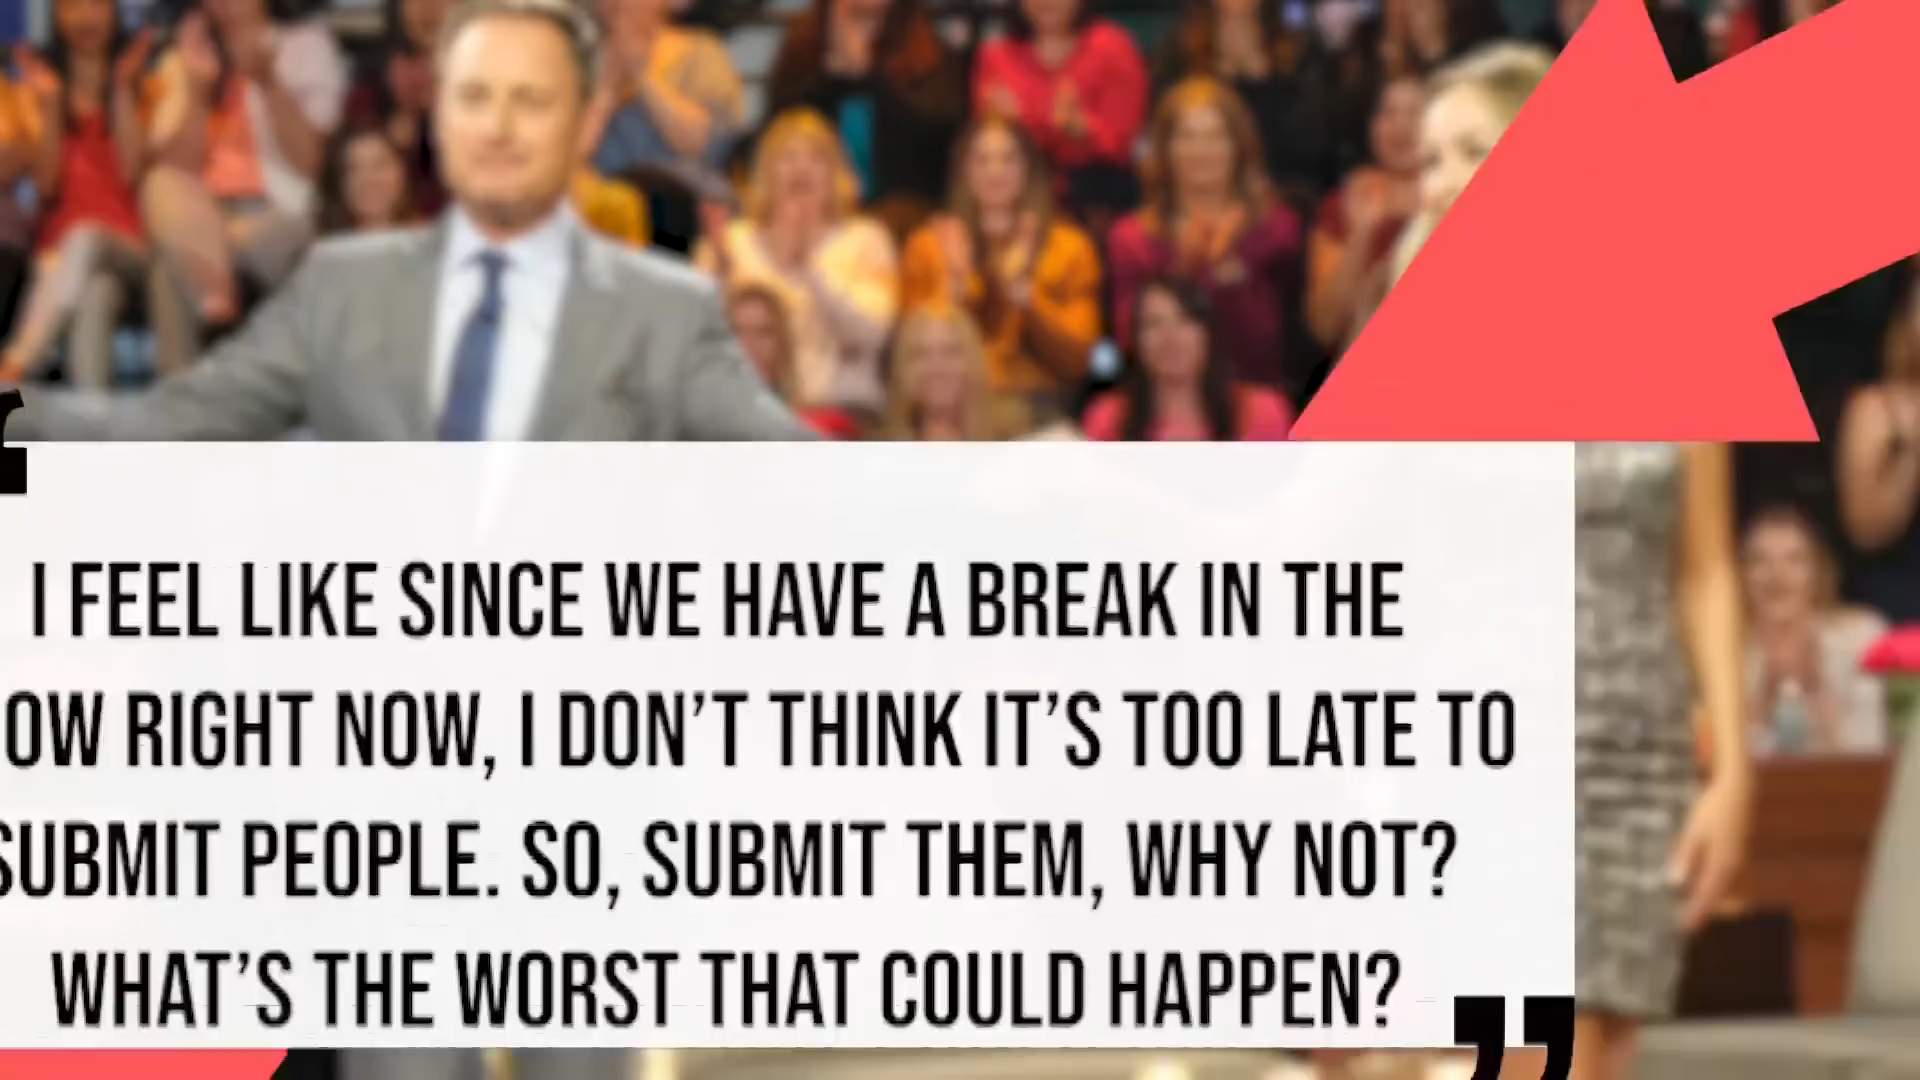 I FEEL LIKE SINCE WE HAVE A BREAK IN THE
RIGHT NOW, I DON’T THINK IT’S TOO LATE TO
SUBMIT PEOPLE. SO, SUBMIT THEM, WHY NOT?
WHAT’S THE WORST THAT COULD HAPPEN?”